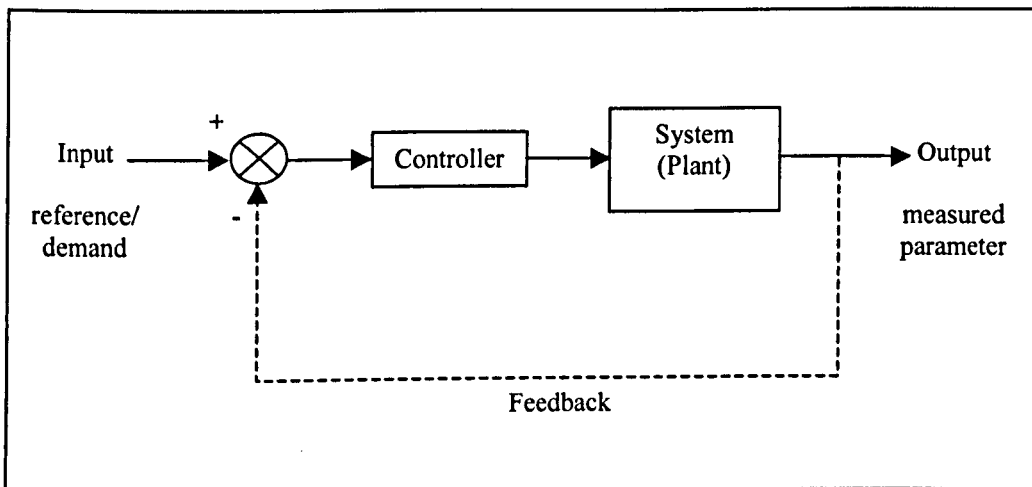 +
Input
Controller
System
(Plant)
Output
-
reference/
demand
measured
parameter
Feedback